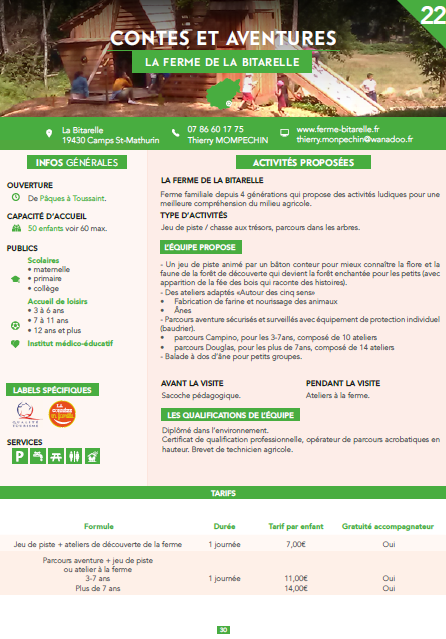 22
CONTES ET AVENTURES
LA FERME DE LA BITARELLE
La Bitarelle
19430 Camps St-Mathurin
07 86 60 17 75
Thierry MOMPECHIN
www.ferme-bitarelle.fr
thierry.monpechin@wanadoo.fr
INFOS GÉNÉRALES
OUVERTURE
De Pâques à Toussaint.
CAPACITÉ D'ACCUEIL
50 enfants voir 60 max.
PUBLICS
Scolaires
• maternelle
• primaire
• collège
Accueil de loisirs
• 3 à 6 ans
• 7 à 11 ans
• 12 ans et plus
Institut médico-éducatif
LABELS SPÉCIFIQUES
QUALITÉ
TOURISME
LA
CORRÈZE
en famille
SERVICES
P
ACTIVITÉS PROPOSÉES
LA FERME DE LA BITARELLE
Ferme familiale depuis 4 générations qui propose des activités ludiques pour une
meilleure compréhension du milieu agricole.
TYPE D'ACTIVITÉS
Jeu de piste / chasse aux trésors, parcours dans les arbres.
L'ÉQUIPE PROPOSE
- Un jeu de piste animé par un bâton conteur pour mieux connaître la flore et la
faune de la forêt de découverte qui devient la forêt enchantée pour les petits (avec
apparition de la fée des bois qui raconte des histoires).
- Des ateliers adaptés «Autour des cinq sens»
• Fabrication de farine et nourissage des animaux
• Ânes
- Parcours aventure sécurisés et surveillés avec équipement de protection individuel
(baudrier).
• parcours Campino, pour les 3-7ans, composé de 10 ateliers
• parcours Douglas, pour les plus de 7ans, composé de 14 ateliers
- Balade à dos d'âne pour petits groupes.
AVANT LA VISITE
Sacoche pédagogique.
PENDANT LA VISITE
Ateliers à la ferme.
LES QUALIFICATIONS DE L'ÉQUIPE
Diplômé dans l'environnement.
Certificat de qualification professionnelle, opérateur de parcours acrobatiques en
hauteur. Brevet de technicien agricole.
TARIFS
Formule Durée Tarif par enfant Gratuité accompagnateur
Jeu de piste + ateliers de découverte de la ferme 1 journée 7,00€ Oui
Parcours aventure + jeu de piste
ou atelier à la ferme
3-7 ans 1 journée 11,00€ Oui
Plus de 7 ans 14,00€ Oui
30